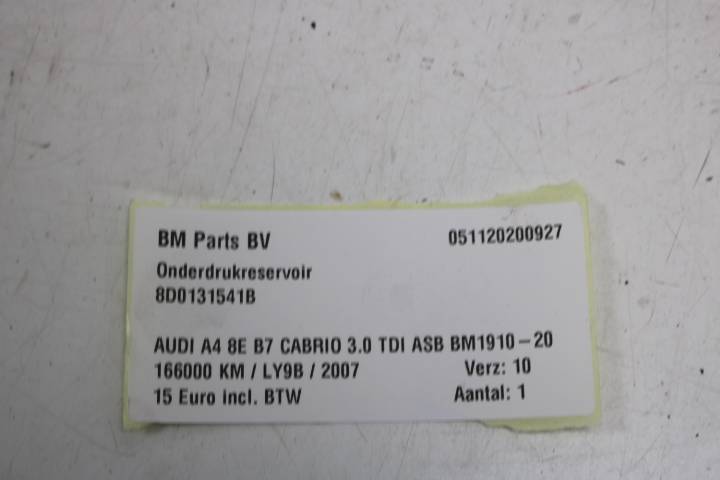 BM Parts BV 051120200927
Onderdrukreservoir
8D0131541B
AUDI A4 8E B7 CABRIO 3.0 TDI ASB BM1910-20
166000 KM / LY9B / 2007 Verz: 10
15 Euro incl. BTW Aantal: 1